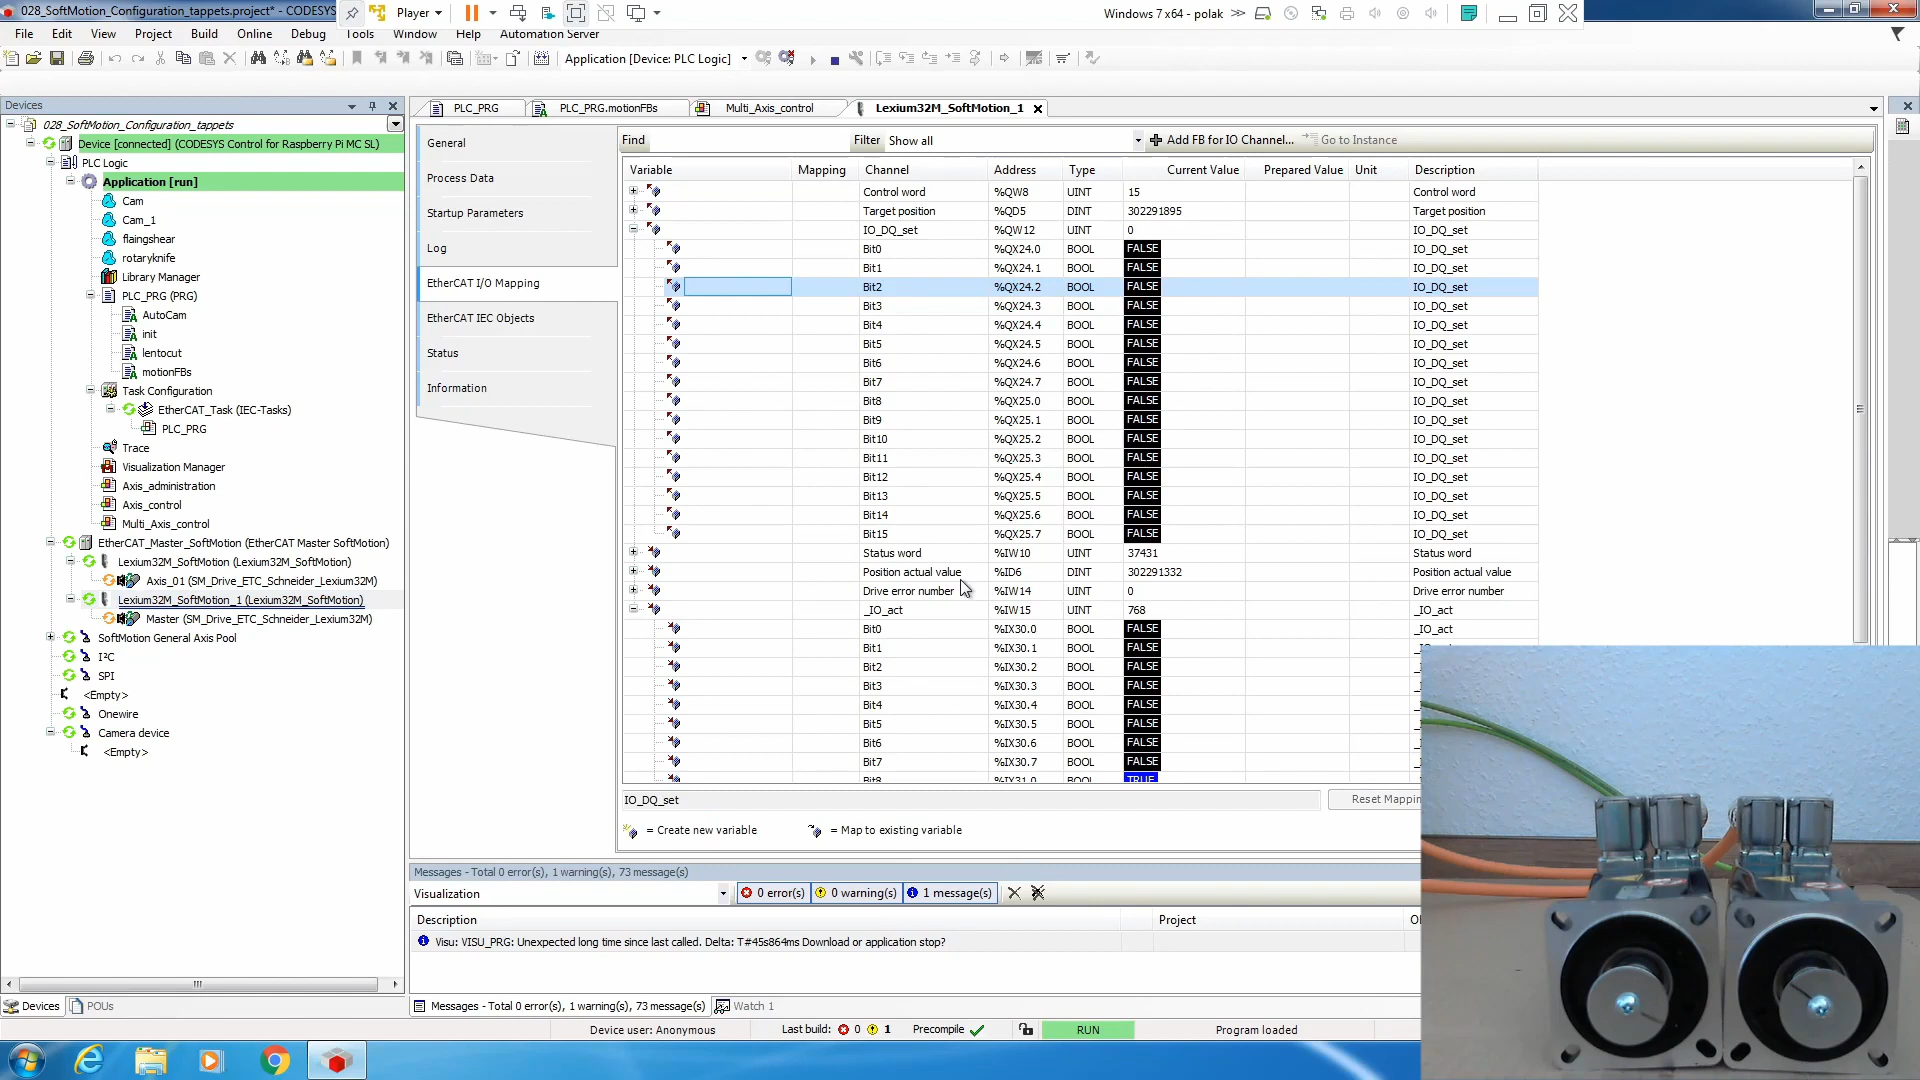 028_SoftMotion_Configuration_tappets.project* - CODESYS
Player
Windows 7 x64 - polak
File Edit View Project Build Online Debug Tools Window Help Automation Server
Application [Device: PLC Logic]
Devices
028_SoftMotion_Configuration_tappets
Device [connected] (CODESYS Control for Raspberry Pi MC SL)
PLC Logic
Application [run]
Cam
Cam_1
flaingshear
rotaryknife
Library Manager
PLC_PRG (PRG)
AutoCam
init
lentocut
motionFBs
Task Configuration
EtherCAT_Task (IEC-Tasks)
PLC_PRG
Trace
Visualization Manager
Axis_administration
Axis_control
Multi_Axis_control
EtherCAT_Master_SoftMotion (EtherCAT Master SoftMotion)
Lexium32M_SoftMotion (Lexium32M_SoftMotion)
Axis_01 (SM_Drive_ETC_Schneider_Lexium32M)
Lexium32M_SoftMotion_1 (Lexium32M_SoftMotion)
Master (SM_Drive_ETC_Schneider_Lexium32M)
SoftMotion General Axis Pool
I²C
SPI
<Empty>
Onewire
Camera device
<Empty>
Devices POUs
PLC_PRG PLC_PRG.motionFBs Multi_Axis_control Lexium32M_SoftMotion_1
General
Process Data
Startup Parameters
Log
EtherCAT I/O Mapping
EtherCAT IEC Objects
Status
Information
Find Filter Show all Add FB for IO Channel... Go to Instance
Variable Mapping Channel Address Type Current Value Prepared Value Unit Description
Control word %QW8 UINT 15 Control word
Target position %QD5 DINT 302291895 Target position
IO_DQ_set %QW12 UINT 0 IO_DQ_set
Bit0 %QX24.0 BOOL FALSE IO_DQ_set
Bit1 %QX24.1 BOOL FALSE IO_DQ_set
Bit2 %QX24.2 BOOL FALSE IO_DQ_set
Bit3 %QX24.3 BOOL FALSE IO_DQ_set
Bit4 %QX24.4 BOOL FALSE IO_DQ_set
Bit5 %QX24.5 BOOL FALSE IO_DQ_set
Bit6 %QX24.6 BOOL FALSE IO_DQ_set
Bit7 %QX24.7 BOOL FALSE IO_DQ_set
Bit8 %QX25.0 BOOL FALSE IO_DQ_set
Bit9 %QX25.1 BOOL FALSE IO_DQ_set
Bit10 %QX25.2 BOOL FALSE IO_DQ_set
Bit11 %QX25.3 BOOL FALSE IO_DQ_set
Bit12 %QX25.4 BOOL FALSE IO_DQ_set
Bit13 %QX25.5 BOOL FALSE IO_DQ_set
Bit14 %QX25.6 BOOL FALSE IO_DQ_set
Bit15 %QX25.7 BOOL FALSE IO_DQ_set
Status word %IW10 UINT 37431 Status word
Position actual value %ID6 DINT 302291332 Position actual value
Drive error number %IW14 UINT 0 Drive error number
_IO_act %IW15 UINT 768 _IO_act
Bit0 %IX30.0 BOOL FALSE _IO_act
Bit1 %IX30.1 BOOL FALSE
Bit2 %IX30.2 BOOL FALSE
Bit3 %IX30.3 BOOL FALSE
Bit4 %IX30.4 BOOL FALSE
Bit5 %IX30.5 BOOL FALSE
Bit6 %IX30.6 BOOL FALSE
Bit7 %IX30.7 BOOL FALSE
Bit8 %IX31.0 BOOL TRUE
IO_DQ_set Reset Mappin
= Create new variable = Map to existing variable
Messages - Total 0 error(s), 1 warning(s), 73 message(s)
Visualization 0 error(s) 0 warning(s) 1 message(s)
Description Project
Visu: VISU_PRG: Unexpected long time since last called. Delta: T#45s864ms Download or application stop?
Messages - Total 0 error(s), 1 warning(s), 73 message(s) Watch 1
Device user: Anonymous Last build: 0 1 Precompile RUN Program loaded